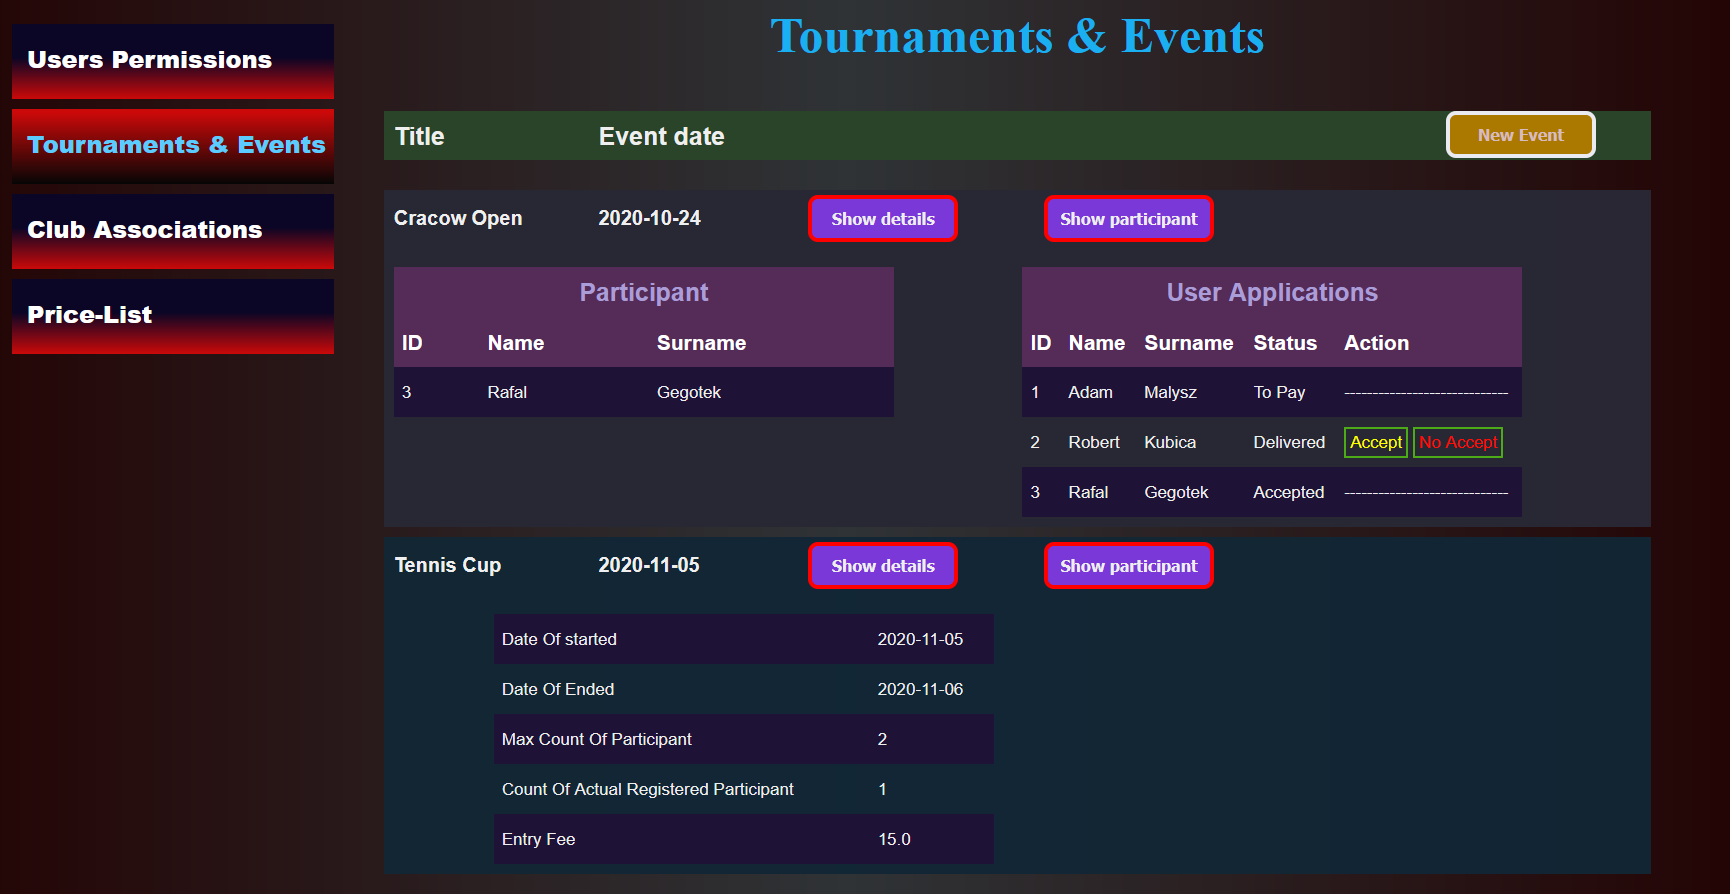 Tournaments & Events
Users Permissions
Tournaments & Events
Club Associations
Price-List
Title Event date New Event
Cracow Open 2020-10-24 Show details Show participant
Participant
ID Name Surname
3 Rafal Gegotek
User Applications
ID Name Surname Status Action
1 Adam Malysz To Pay -----------------------------
2 Robert Kubica Delivered Accept No Accept
3 Rafal Gegotek Accepted -----------------------------
Tennis Cup 2020-11-05 Show details Show participant
Date Of started 2020-11-05
Date Of Ended 2020-11-06
Max Count Of Participant 2
Count Of Actual Registered Participant 1
Entry Fee 15.0